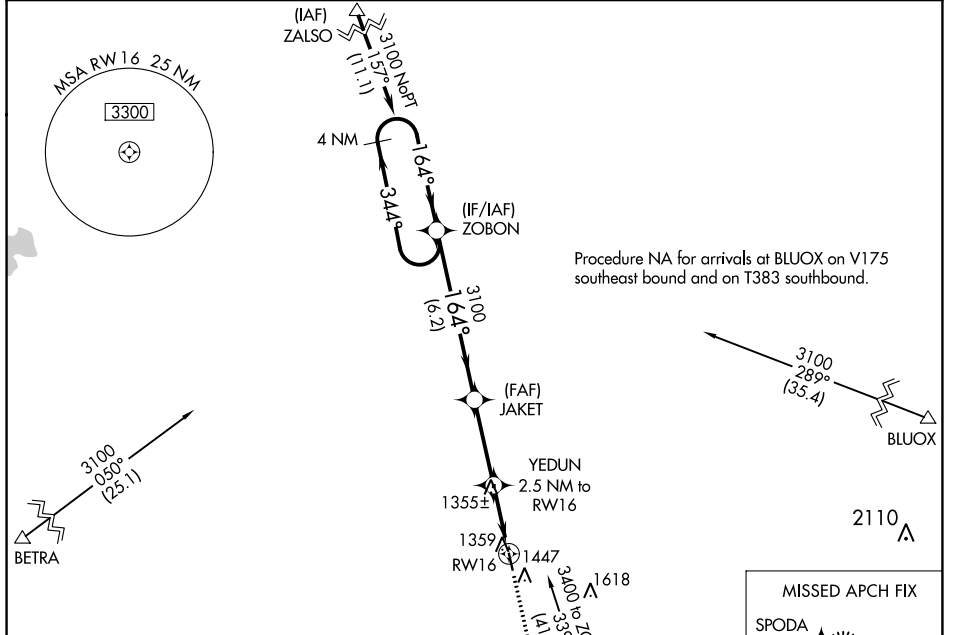 (IAF)
ZALSO
3100 NoPT
157°
(11.1)
MSA RW16 25 NM
3300
4 NM
164°
344°
(IF/IAF)
ZOBON
Procedure NA for arrivals at BLUOX on V175
southeast bound and on T383 southbound.
3100
164°
(6.2)
3100
289°
(35.4)
BLUOX
(FAF)
JAKET
3100
050°
(25.1)
BETRA
YEDUN
2.5 NM to
RW16
1355±
2110
1359
RW16
1447
1618
3400 to
MISSED APCH FIX
SPODA